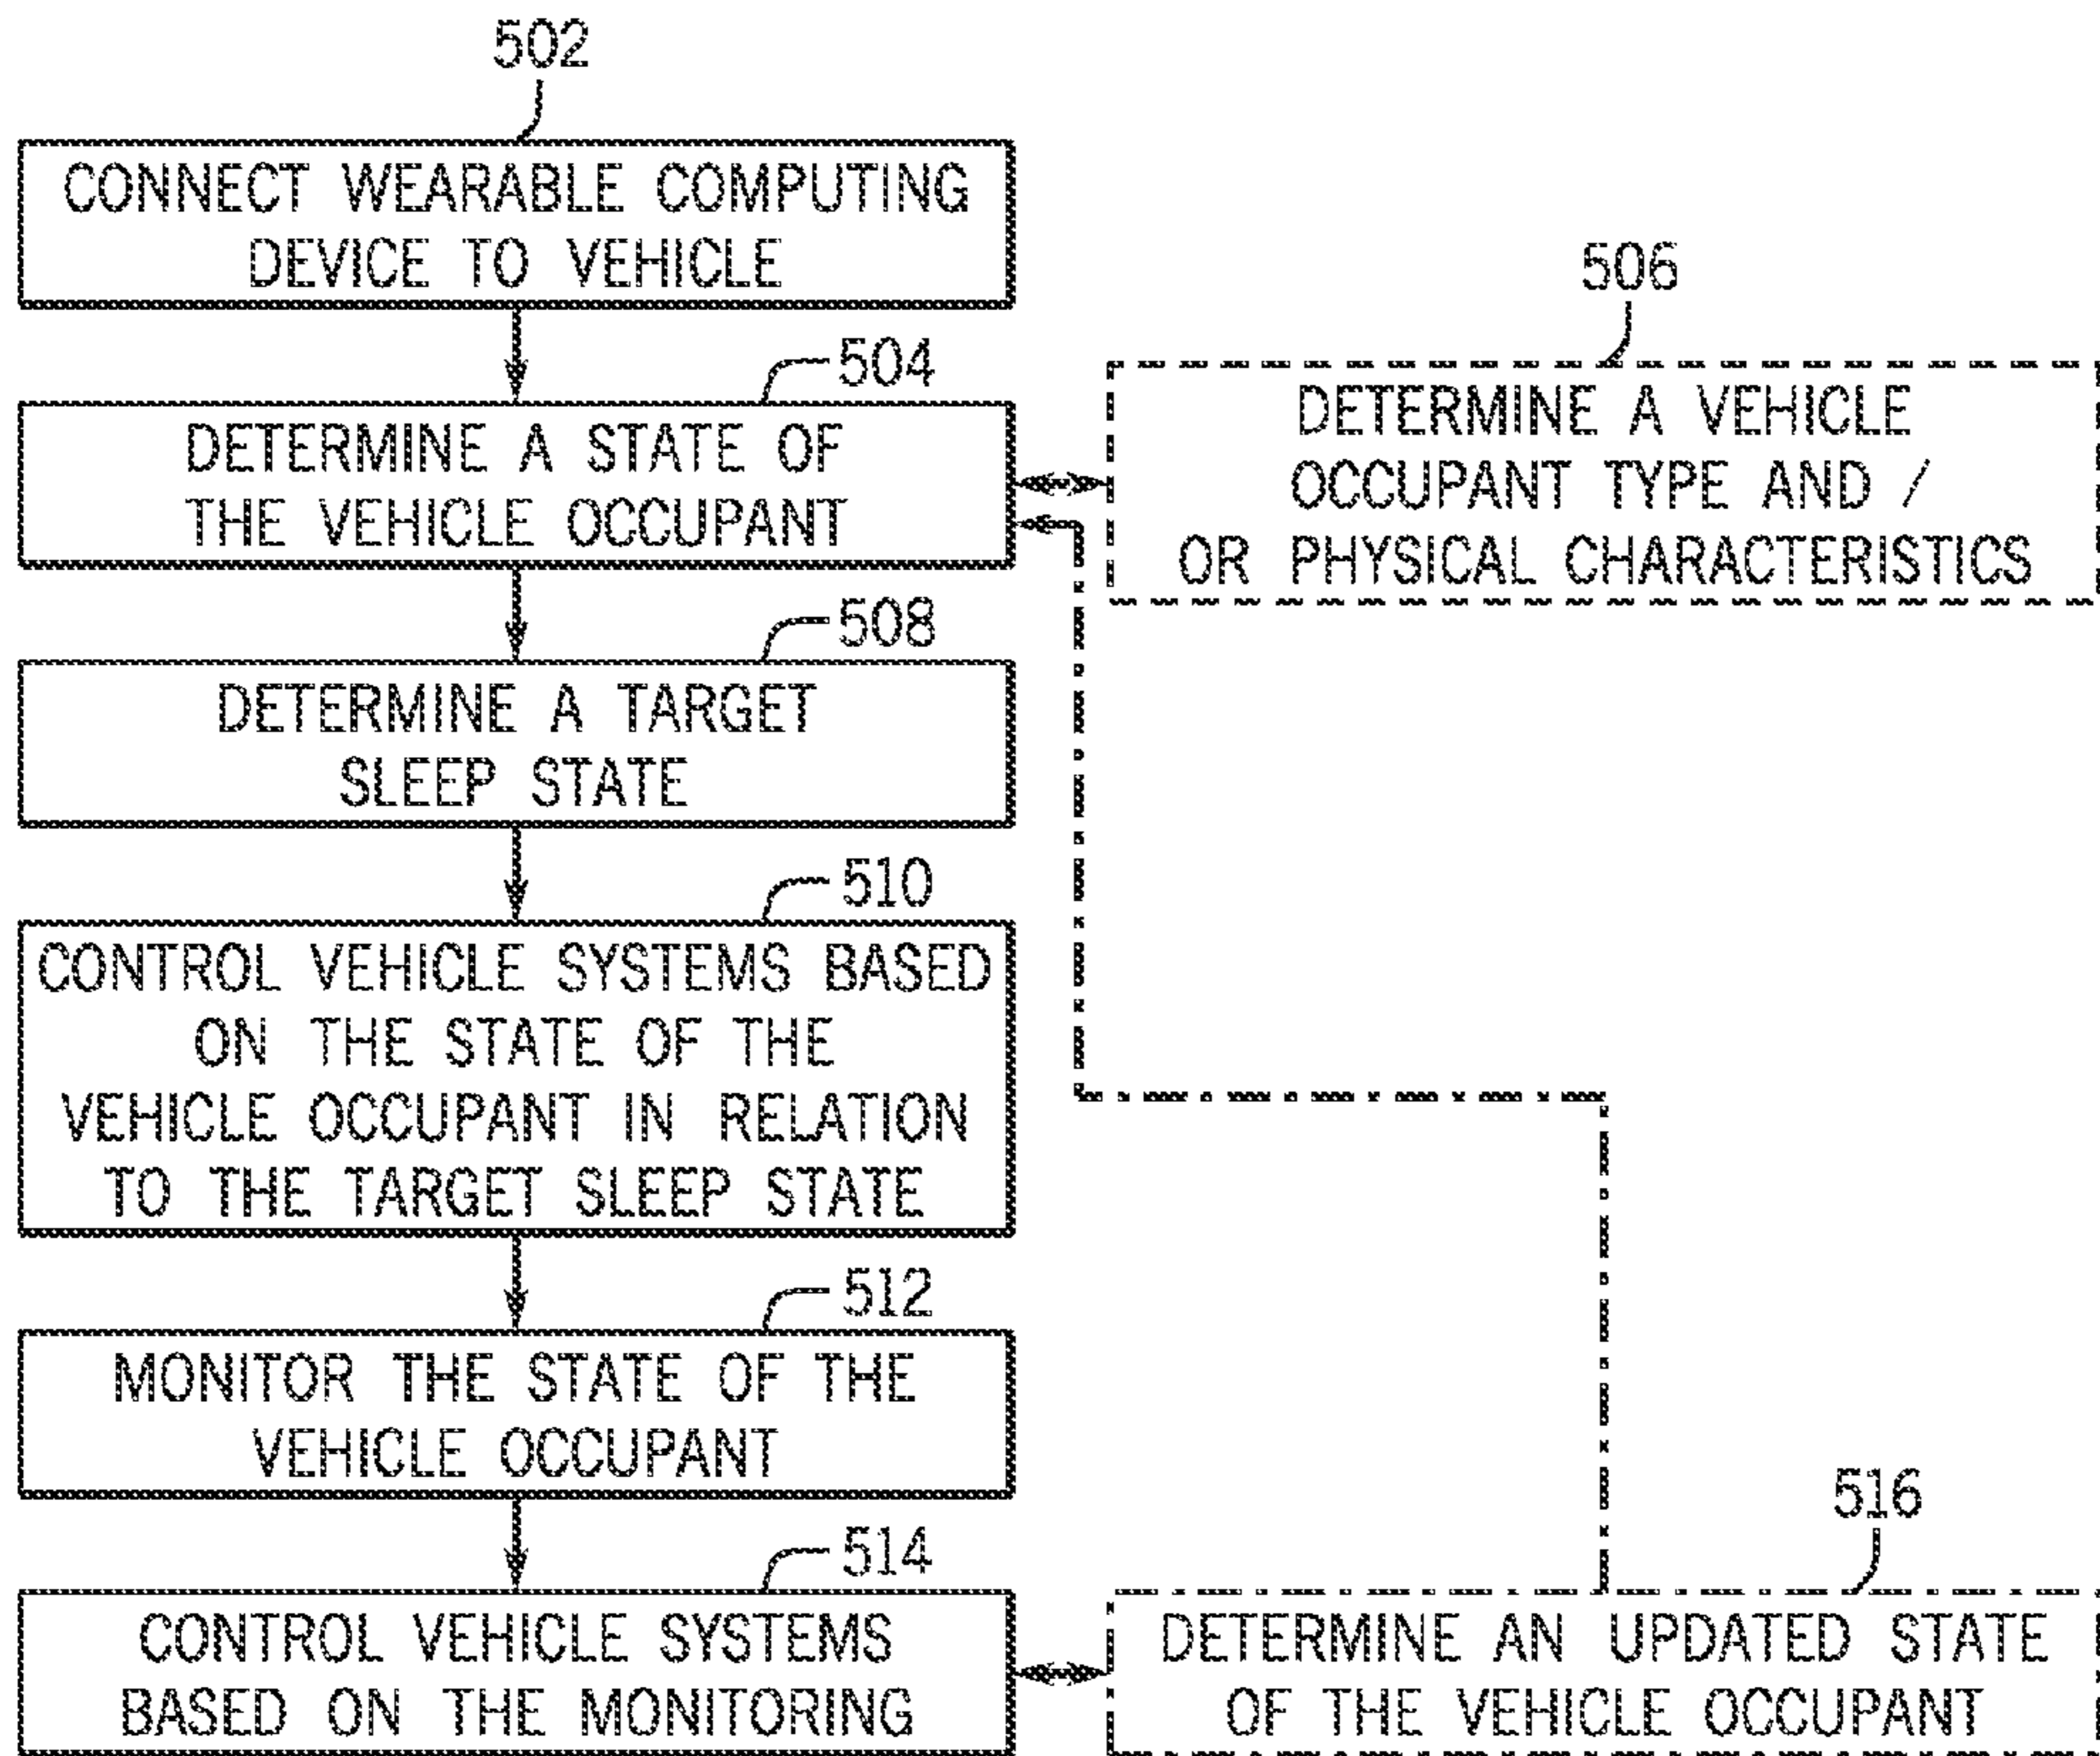 502
CONNECT WEARABLE COMPUTING
DEVICE TO VEHICLE
504
DETERMINE A STATE OF
THE VEHICLE OCCUPANT
506
DETERMINE A VEHICLE
OCCUPANT TYPE AND /
OR PHYSICAL CHARACTERISTICS
508
DETERMINE A TARGET
SLEEP STATE
510
CONTROL VEHICLE SYSTEMS BASED
ON THE STATE OF THE
VEHICLE OCCUPANT IN RELATION
TO THE TARGET SLEEP STATE
512
MONITOR THE STATE OF THE
VEHICLE OCCUPANT
514
CONTROL VEHICLE SYSTEMS
BASED ON THE MONITORING
516
DETERMINE AN UPDATED STATE
OF THE VEHICLE OCCUPANT